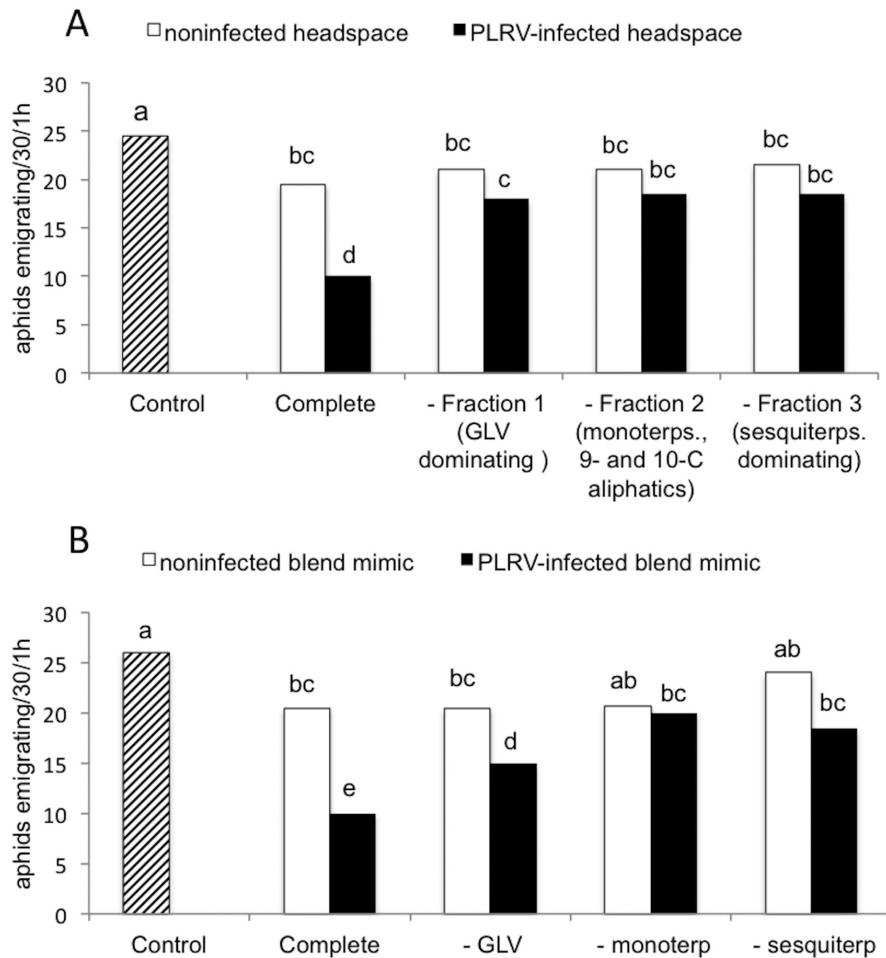 A
noninfected headspace PLRV-infected headspace
aphids emigrating/30/1h
30
25
20
15
10
5
0
a
bc
d
bc
c
bc
bc
bc
bc
Control Complete - Fraction 1 - Fraction 2 - Fraction 3
(GLV (monoterps., (sesquiterps.
dominating ) 9- and 10-C dominating)
aliphatics)
B
noninfected blend mimic PLRV-infected blend mimic
aphids emigrating/30/1h
30
25
20
15
10
5
0
a
bc
e
bc
d
ab
bc
ab
bc
Control Complete - GLV - monoterp - sesquiterp